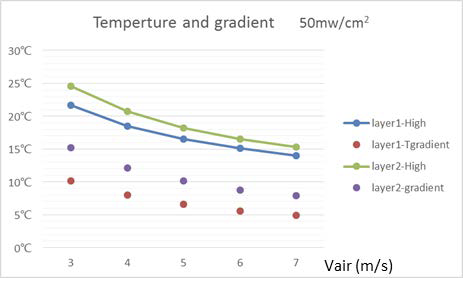 Temperture and gradient 50mw/cm²
30℃
25℃
20℃
15℃
10℃
5℃
0℃
3 4 5 6 7 Vair (m/s)
layer1-High
layer1-Tgradient
layer2-High
layer2-gradient